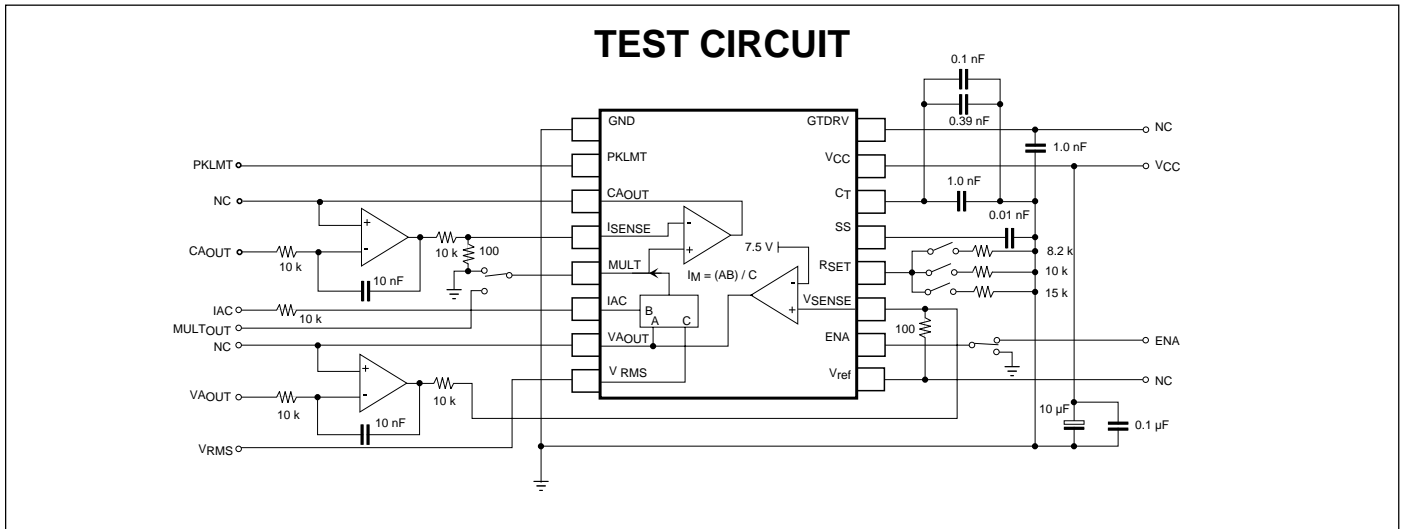 TEST CIRCUIT
0.1 nF
0.39 nF
GND
GTDRV
NC
1.0 nF
PKLMT
PKLMT
VCC
VCC
NC
CAOUT
CT
1.0 nF
0.01 nF
+
-
10 k
100
ISENSE
-
+
7.5 V
SS
8.2 k
CAOUT
10 k
10 nF
MULT
IM = (AB) / C
RSET
10 k
15 k
IAC
10 k
IAC
B
A
C
-
+
VSENSE
MULTOUT
NC
VAOUT
100
ENA
ENA
+
-
10 k
V RMS
Vref
NC
VAOUT
10 k
10 nF
10 µF
0.1 µF
VRMS